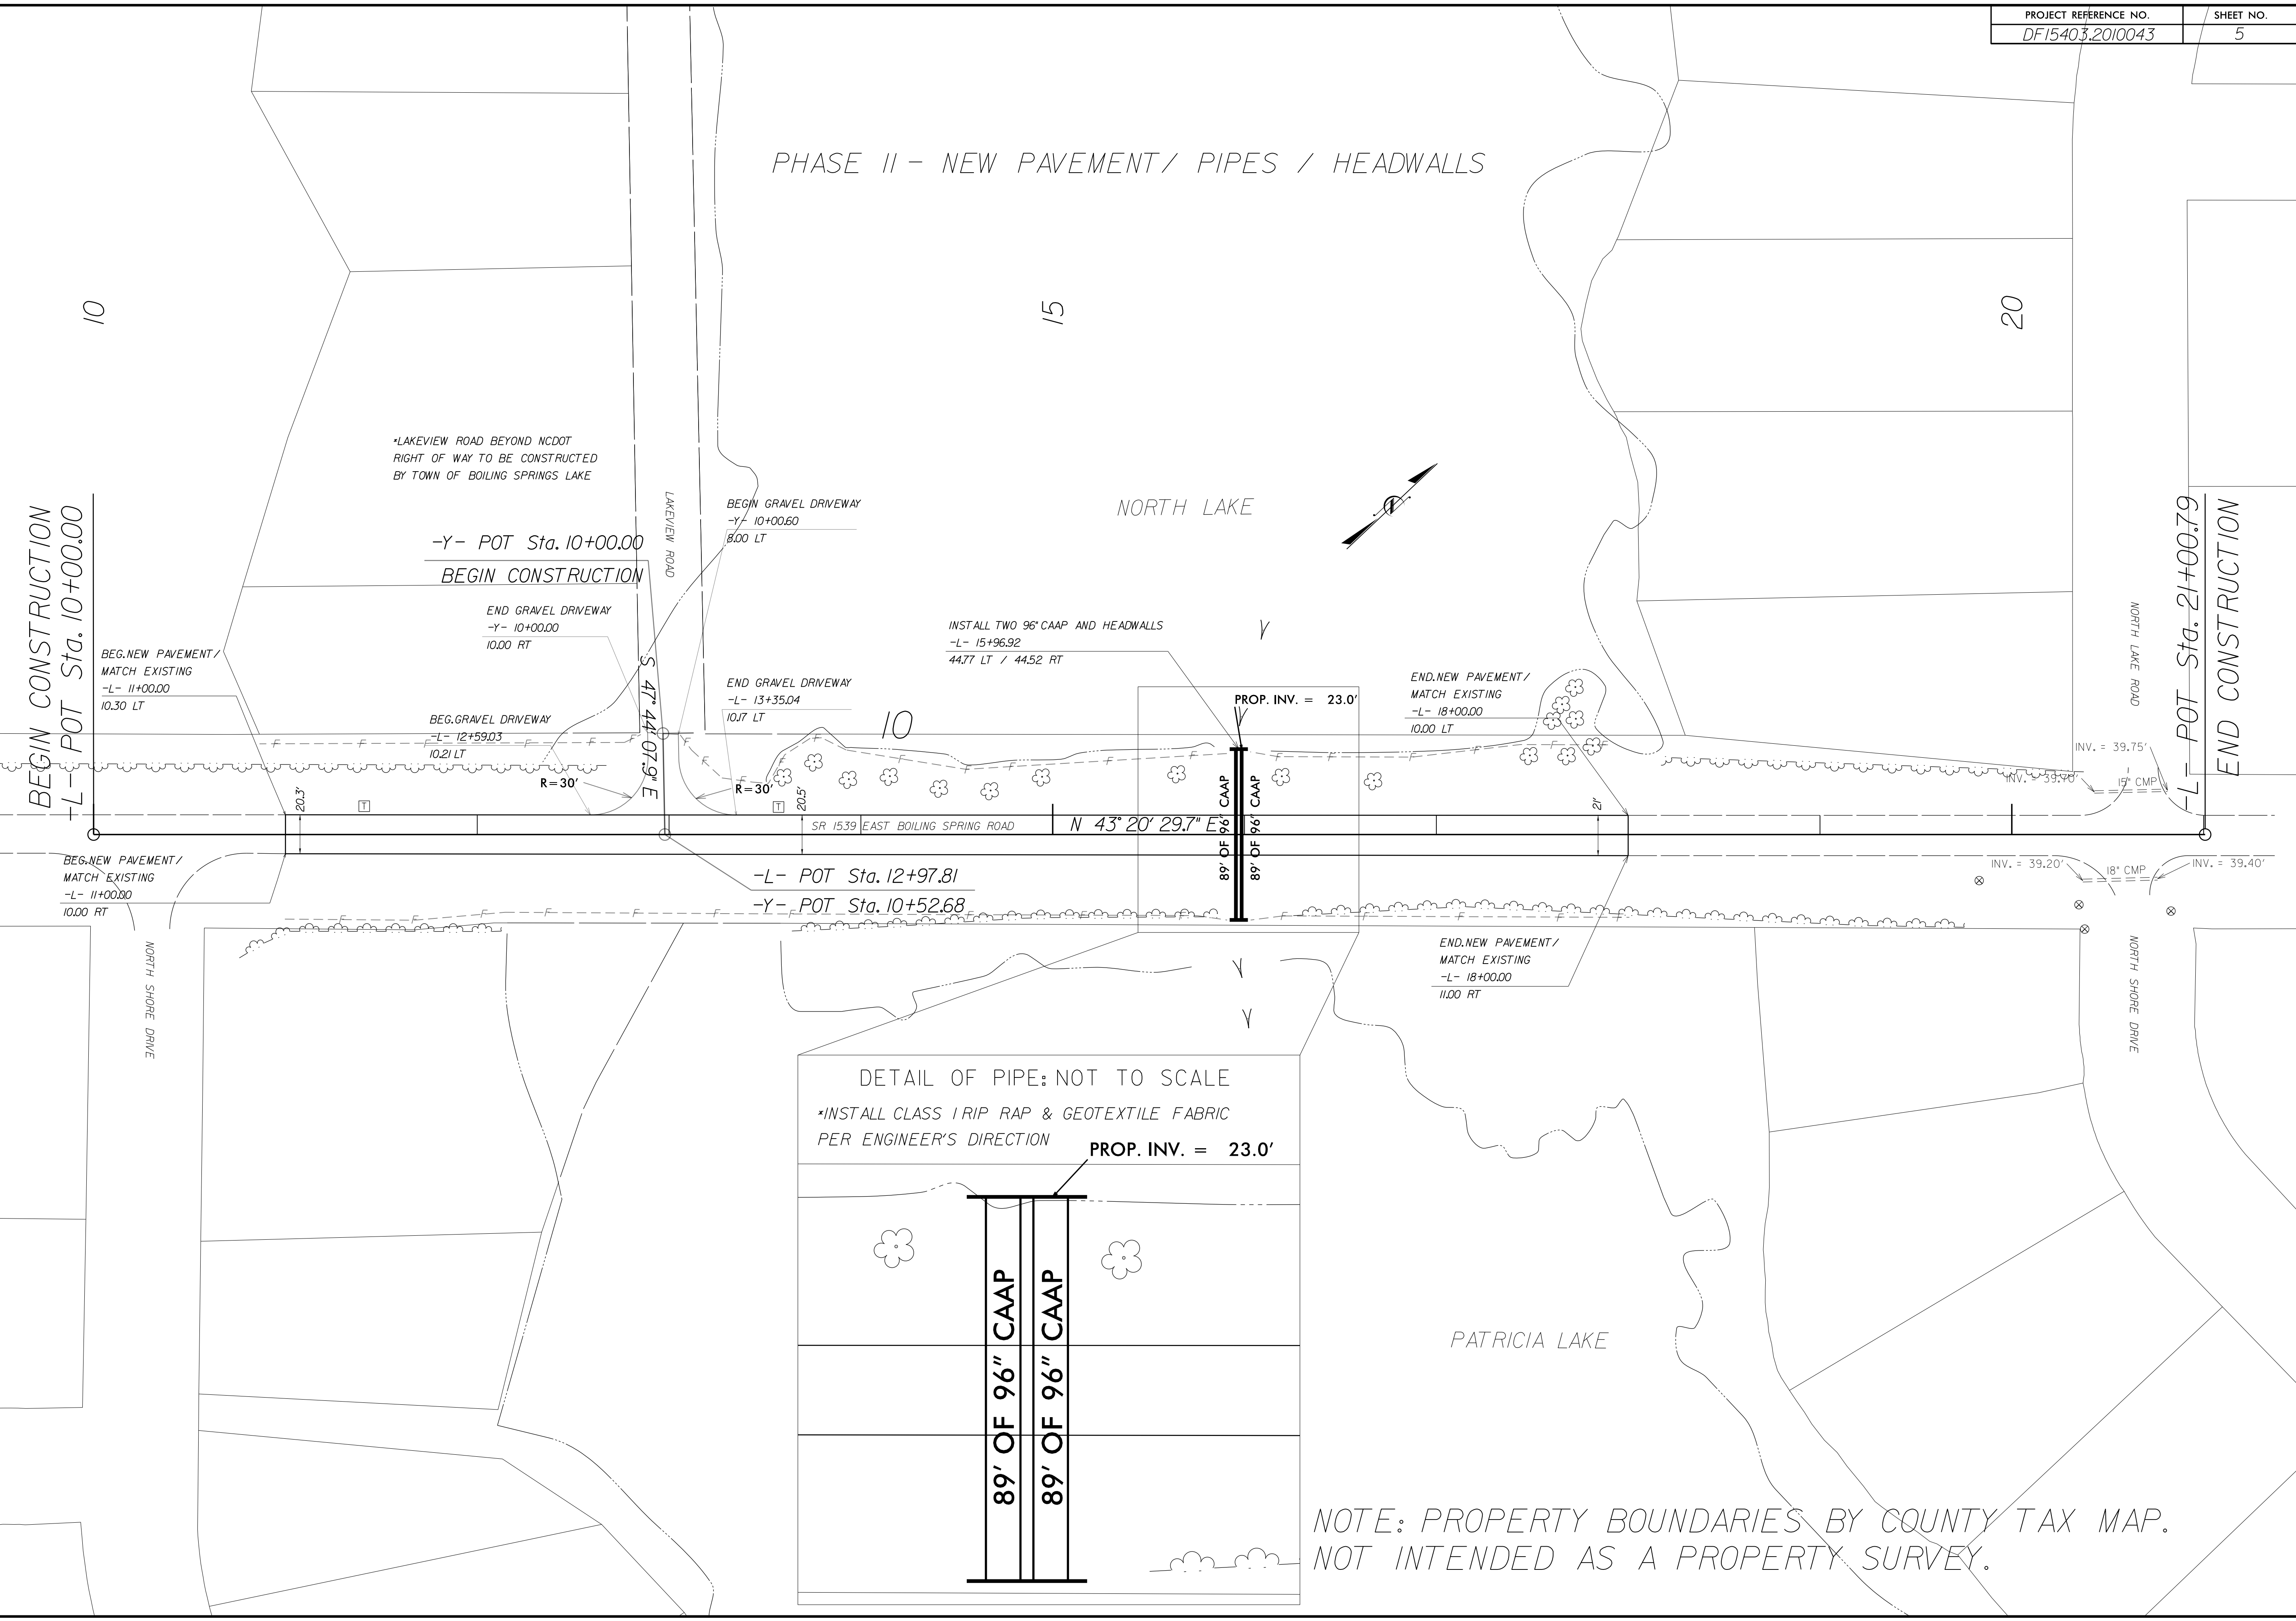 PROJECT REFERENCE NO.
SHEET NO.
DF15403.2010043
5
PHASE II - NEW PAVEMENT/ PIPES / HEADWALLS
10
15
20
*LAKEVIEW ROAD BEYOND NCDOT
RIGHT OF WAY TO BE CONSTRUCTED
BY TOWN OF BOILING SPRINGS LAKE
LAKEVIEW ROAD
BEGIN GRAVEL DRIVEWAY
-Y- 10+00.60
8.00 LT
NORTH LAKE
BEGIN CONSTRUCTION
-L- POT Sta. 10+00.00
-Y- POT Sta. 10+00.00
BEGIN CONSTRUCTION
END GRAVEL DRIVEWAY
-Y- 10+00.00
10.00 RT
BEG. NEW PAVEMENT/
MATCH EXISTING
-L- 11+00.00
10.30 LT
BEG. GRAVEL DRIVEWAY
-L- 12+59.03
10.21 LT
S 47° 44' 07.9" E
END GRAVEL DRIVEWAY
-L- 13+35.04
10.17 LT
10
INSTALL TWO 96" CAAP AND HEADWALLS
-L- 15+96.92
44.77 LT / 44.52 RT
PROP. INV. = 23.0'
END. NEW PAVEMENT/
MATCH EXISTING
-L- 18+00.00
10.00 LT
NORTH LAKE ROAD
-L- POT Sta. 21+00.79
END CONSTRUCTION
INV. = 39.75'
INV. = 39.70'
15" CMP
R=30'
R=30'
F F F F F F F F F F F F F F F
T
T
20.3'
20.5'
21'
SR 1539 EAST BOILING SPRING ROAD
N 43° 20' 29.7" E
89' OF 96" CAAP
89' OF 96" CAAP
BEG. NEW PAVEMENT/
MATCH EXISTING
-L- 11+00.00
10.00 RT
-L- POT Sta. 12+97.81
-Y- POT Sta. 10+52.68
INV. = 39.20'
18" CMP
INV. = 39.40'
F F F F F F F F F F F F F
NORTH SHORE DRIVE
END. NEW PAVEMENT/
MATCH EXISTING
-L- 18+00.00
11.00 RT
NORTH SHORE DRIVE
DETAIL OF PIPE: NOT TO SCALE
*INSTALL CLASS I RIP RAP & GEOTEXTILE FABRIC
PER ENGINEER'S DIRECTION
PROP. INV. = 23.0'
89' OF 96" CAAP
89' OF 96" CAAP
PATRICIA LAKE
NOTE: PROPERTY BOUNDARIES BY COUNTY TAX MAP.
NOT INTENDED AS A PROPERTY SURVEY.